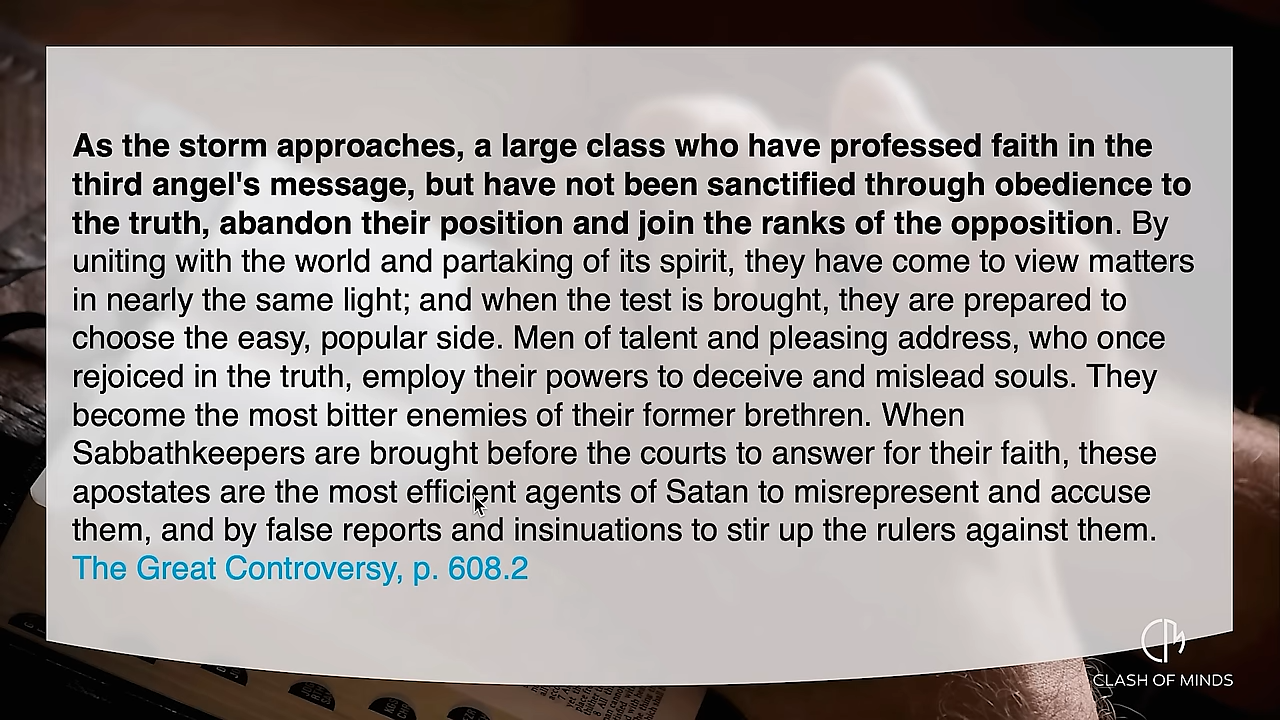 As the storm approaches, a large class who have professed faith in the
third angel's message, but have not been sanctified through obedience to
the truth, abandon their position and join the ranks of the opposition. By
uniting with the world and partaking of its spirit, they have come to view matters
in nearly the same light; and when the test is brought, they are prepared to
choose the easy, popular side. Men of talent and pleasing address, who once
rejoiced in the truth, employ their powers to deceive and mislead souls. They
become the most bitter enemies of their former brethren. When
Sabbathkeepers are brought before the courts to answer for their faith, these
apostates are the most efficient agents of Satan to misrepresent and accuse
them, and by false reports and insinuations to stir up the rulers against them.
The Great Controversy, p. 608.2
CLASH OF MINDS